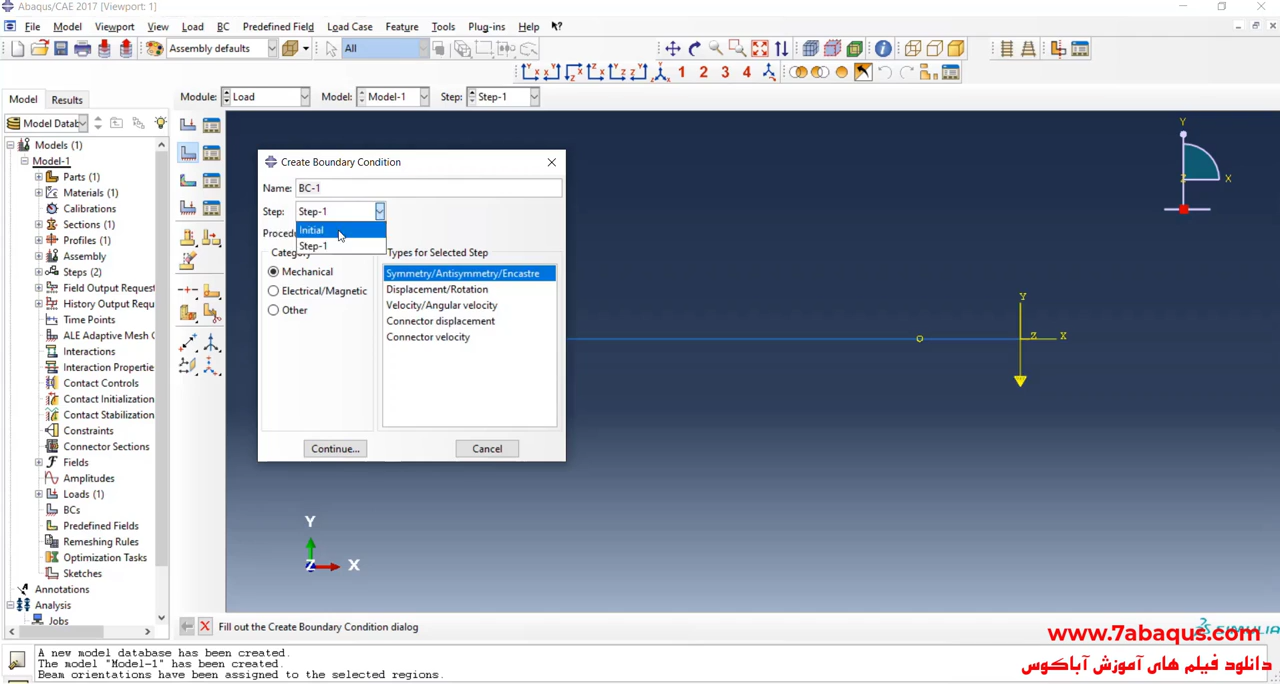 Abaqus/CAE 2017 [Viewport: 1]
File Model Viewport View Load BC Predefined Field Load Case Feature Tools Plug-ins Help
Assembly defaults All
1 2 3 4
Model Results Module: Load Model: Model-1 Step: Step-1
Model Datab
Models (1)
Model-1
Parts (1)
Materials (1)
Calibrations
Sections (1)
Profiles (1)
Assembly
Steps (2)
Field Output Reque
History Output Requ
Time Points
ALE Adaptive Mesh C
Interactions
Interaction Propertie
Contact Controls
Contact Initialization
Contact Stabilization
Constraints
Connector Sections
Fields
Amplitudes
Loads (1)
BCs
Predefined Fields
Remeshing Rules
Optimization Tasks
Sketches
Annotations
Analysis
Jobs
Create Boundary Condition
Name: BC-1
Step: Step-1
Initial
Step-1
Proced
Category
Mechanical
Electrical/Magnetic
Other
Types for Selected Step
Symmetry/Antisymmetry/Encastre
Displacement/Rotation
Velocity/Angular velocity
Connector displacement
Connector velocity
Continue... Cancel
Y
Z X
Y
Z X
Y
Z X
Fill out the Create Boundary Condition dialog
SIMULIA
www.7abaqus.com
دانلود فیلم های آموزش آباکوس
A new model database has been created.
The model "Model-1" has been created.
Beam orientations have been assigned to the selected regions.